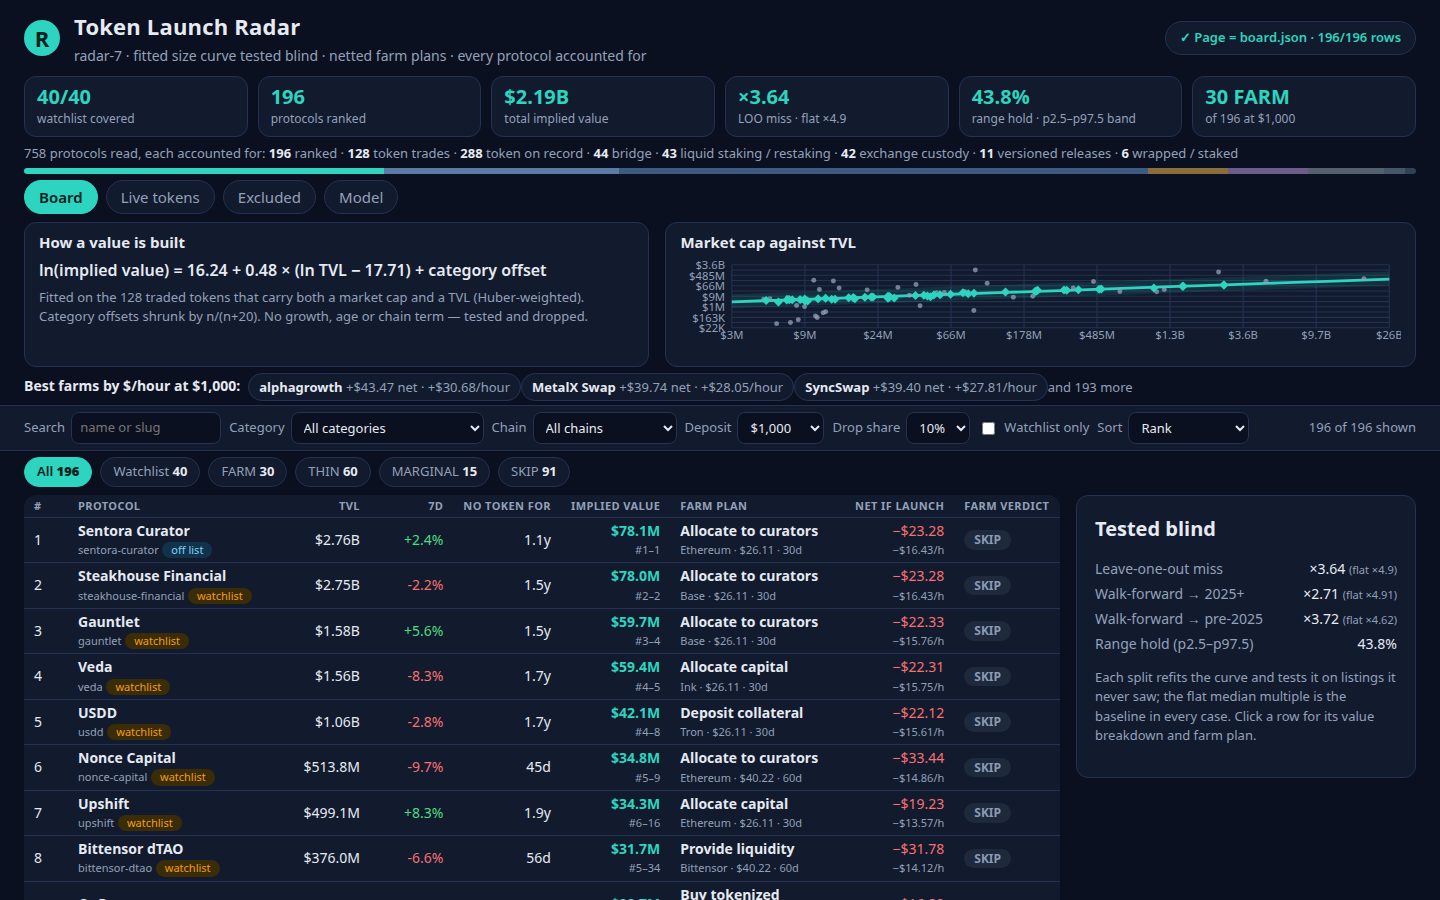 R
Token Launch Radar
radar-7 · fitted size curve tested blind · netted farm plans · every protocol accounted for
✓ Page = board.json · 196/196 rows
40/40
watchlist covered
196
protocols ranked
$2.19B
total implied value
×3.64
LOO miss · flat ×4.9
43.8%
range hold · p2.5–p97.5 band
30 FARM
of 196 at $1,000
758 protocols read, each accounted for: 196 ranked · 128 token trades · 288 token on record · 44 bridge · 43 liquid staking / restaking · 42 exchange custody · 11 versioned releases · 6 wrapped / staked
Board
Live tokens
Excluded
Model
How a value is built
ln(implied value) = 16.24 + 0.48 × (ln TVL − 17.71) + category offset
Fitted on the 128 traded tokens that carry both a market cap and a TVL (Huber-weighted).
Category offsets shrunk by n/(n+20). No growth, age or chain term — tested and dropped.
Market cap against TVL
$3.6B
$485M
$66M
$9M
$1M
$163K
$22K
$3M $9M $24M $66M $178M $485M $1.3B $3.6B $9.7B $26B
Best farms by $/hour at $1,000: alphagrowth +$43.47 net · +$30.68/hour MetalX Swap +$39.74 net · +$28.05/hour SyncSwap +$39.40 net · +$27.81/hour and 193 more
Search name or slug Category All categories Chain All chains Deposit $1,000 Drop share 10% Watchlist only Sort Rank 196 of 196 shown
All 196 Watchlist 40 FARM 30 THIN 60 MARGINAL 15 SKIP 91
# PROTOCOL TVL 7D NO TOKEN FOR IMPLIED VALUE FARM PLAN NET IF LAUNCH FARM VERDICT
1 Sentora Curator $2.76B +2.4% 1.1y $78.1M Allocate to curators −$23.28 SKIP
sentora-curator off list #1–1 Ethereum · $26.11 · 30d −$16.43/h
2 Steakhouse Financial $2.75B -2.2% 1.5y $78.0M Allocate to curators −$23.28 SKIP
steakhouse-financial watchlist #2–2 Base · $26.11 · 30d −$16.43/h
3 Gauntlet $1.58B +5.6% 1.5y $59.7M Allocate to curators −$22.33 SKIP
gauntlet watchlist #3–4 Base · $26.11 · 30d −$15.76/h
4 Veda $1.56B -8.3% 1.7y $59.4M Allocate capital −$22.31 SKIP
veda watchlist #4–5 Ink · $26.11 · 30d −$15.75/h
5 USDD $1.06B -2.8% 1.7y $42.1M Deposit collateral −$22.12 SKIP
usdd watchlist #4–8 Tron · $26.11 · 30d −$15.61/h
6 Nonce Capital $513.8M -9.7% 45d $34.8M Allocate to curators −$33.44 SKIP
nonce-capital watchlist #5–9 Ethereum · $40.22 · 60d −$14.86/h
7 Upshift $499.1M +8.3% 1.9y $34.3M Allocate capital −$19.23 SKIP
upshift watchlist #6–16 Ethereum · $26.11 · 30d −$13.57/h
8 Bittensor dTAO $376.0M -6.6% 56d $31.7M Provide liquidity −$31.78 SKIP
bittensor-dtao watchlist #5–34 Bittensor · $40.22 · 60d −$14.12/h
Buy tokenized
Tested blind
Leave-one-out miss ×3.64 (flat ×4.9)
Walk-forward → 2025+ ×2.71 (flat ×4.91)
Walk-forward → pre-2025 ×3.72 (flat ×4.62)
Range hold (p2.5–p97.5) 43.8%
Each split refits the curve and tests it on listings it
never saw; the flat median multiple is the
baseline in every case. Click a row for its value
breakdown and farm plan.